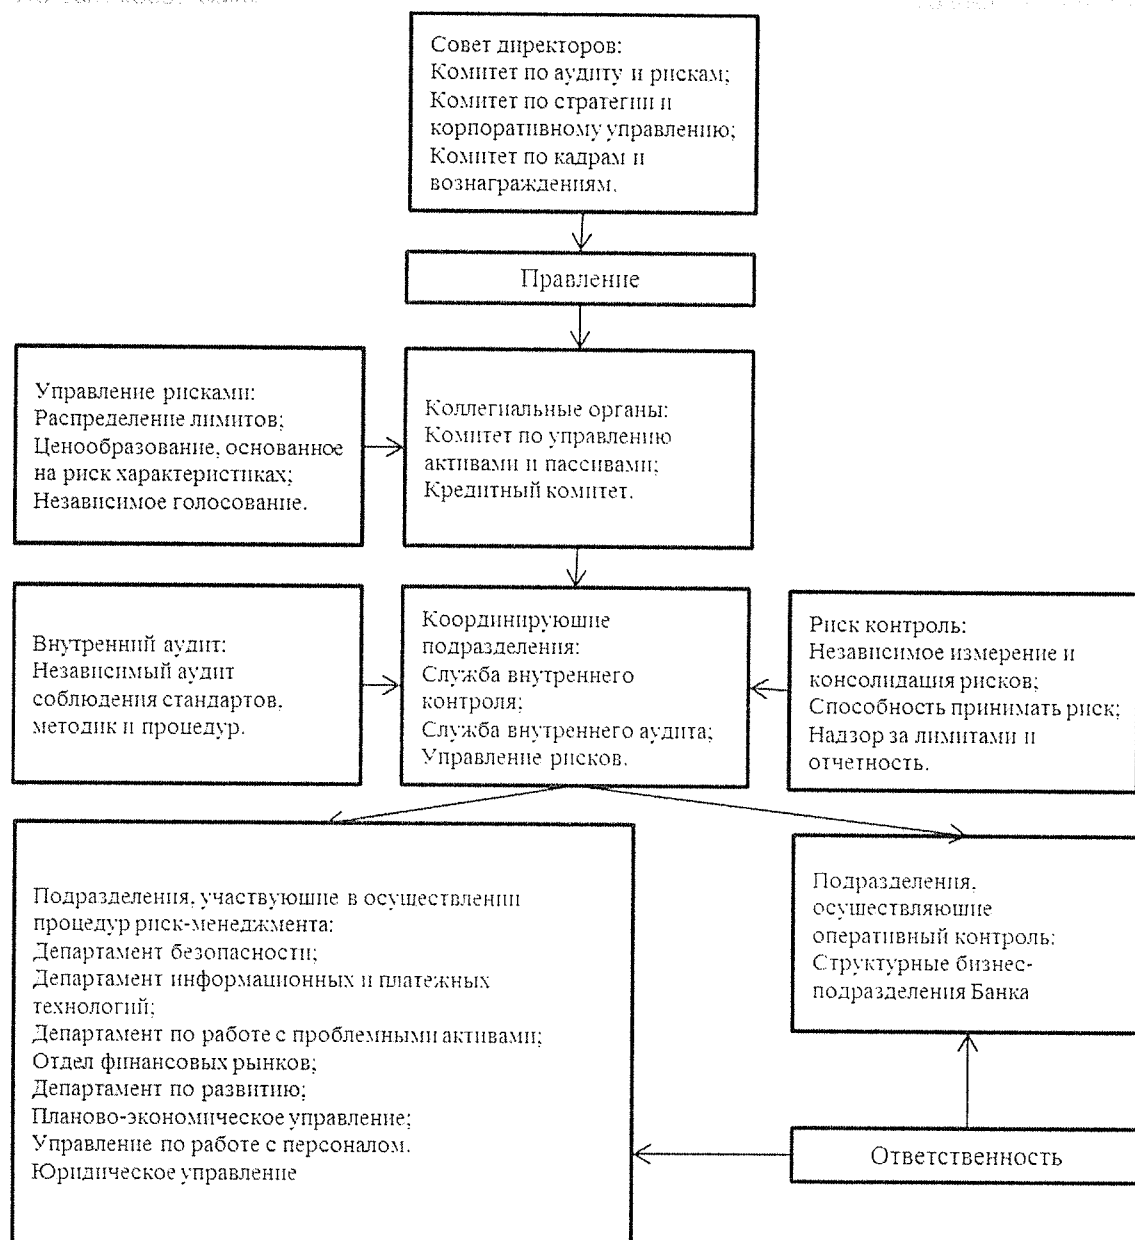 Совет директоров:
Комитет по аудиту и рискам;
Комитет по стратегии и
корпоративному управлению;
Комитет по кадрам и
вознаграждениям.
Правление
Управление рисками:
Распределение лимитов;
Ценообразование, основанное
на риск характеристиках;
Независимое голосование.
Коллегиальные органы:
Комитет по управлению
активами и пассивами;
Кредитный комитет.
Внутренний аудит:
Независимый аудит
соблюдения стандартов,
методик и процедур.
Координирующие
подразделения:
Служба внутреннего
контроля;
Служба внутреннего аудита;
Управление рисков.
Риск контроль:
Независимое измерение и
консолидация рисков;
Способность принимать риск;
Надзор за лимитами и
отчетность.
Подразделения, участвующие в осуществлении
процедур риск-менеджмента:
Департамент безопасности;
Департамент информационных и платежных
технологий;
Департамент по работе с проблемными активами;
Отдел финансовых рынков;
Департамент по развитию;
Планово-экономическое управление;
Управление по работе с персоналом.
Юридическое управление
Подразделения,
осуществляющие
оперативный контроль:
Структурные бизнес-
подразделения Банка
Ответственность